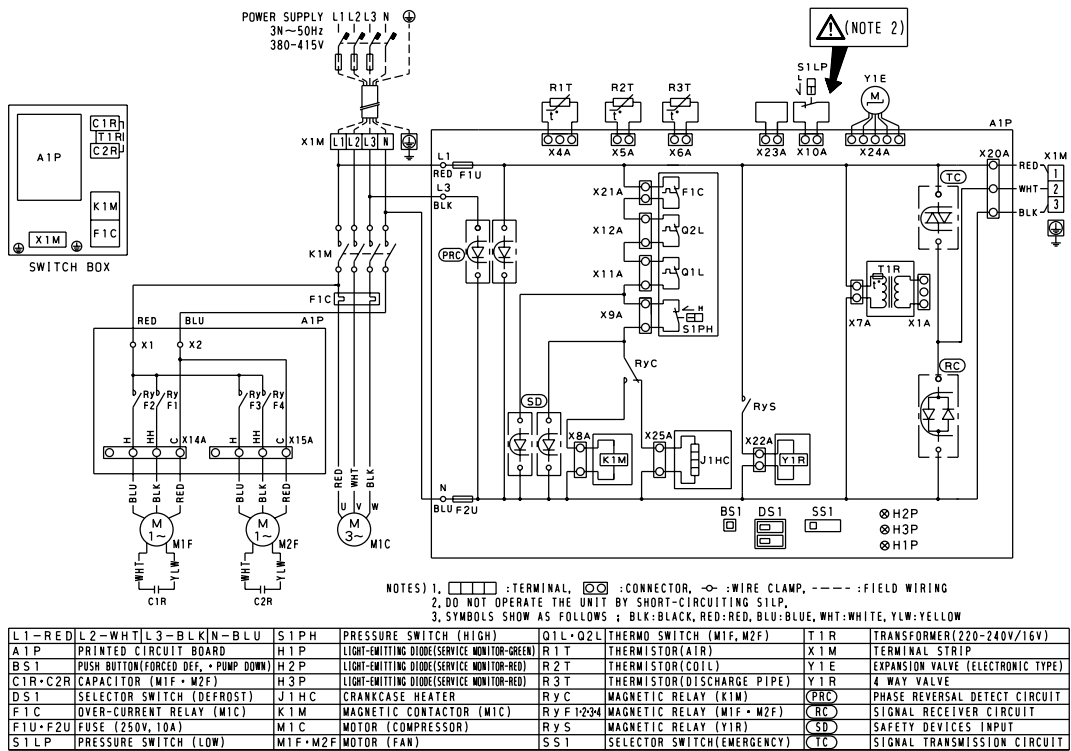 POWER SUPPLY L1 L2 L3 N
3N~50Hz
380-415V
(NOTE 2)
S1LP
Y1E
M
R1T
R2T
R3T
A1P
C1R
T1R
C2R
K1M
F1C
X1M
SWITCH BOX
X1M L1 L2 L3 N
X4A
X5A
X6A
X23A
X10A
X24A
A1P
X20A
X1M
L1
RED
F1U
L3
BLK
RED
WHT
BLK
1
2
3
TC
X21A
F1C
X12A
Q2L
X11A
Q1L
X9A
H
S1PH
PRC
K1M
F1C
T1R
X7A
X1A
RED
BLU
A1P
X1
X2
RyC
RC
Ry F2
Ry F1
Ry F3
Ry F4
SD
RyS
H
HH
C
X14A
H
HH
C
X15A
X8A
K1M
X25A
J1HC
X22A
Y1R
BLU
BLK
RED
BLU
BLK
RED
RED
WHT
BLK
N
BLU
F2U
U
V
W
M
1~
M1F
M
1~
M2F
M
3~
M1C
BS1
DS1
SS1
H2P
H3P
H1P
WHT
YLW
WHT
YLW
C1R
C2R
NOTES) 1, :TERMINAL, :CONNECTOR, :WIRE CLAMP, :FIELD WIRING
2, DO NOT OPERATE THE UNIT BY SHORT-CIRCUITING S1LP,
3, SYMBOLS SHOW AS FOLLOWS ; BLK:BLACK, RED:RED, BLU:BLUE, WHT:WHITE, YLW:YELLOW
L1-RED L2-WHT L3-BLK N-BLU S1PH PRESSURE SWITCH (HIGH) Q1L・Q2L THERMO SWITCH (M1F, M2F) T1R TRANSFORMER(220-240V/16V)
A1P PRINTED CIRCUIT BOARD H1P LIGHT-EMITTING DIODE(SERVICE MONITOR-GREEN) R1T THERMISTOR(AIR) X1M TERMINAL STRIP
BS1 PUSH BUTTON(FORCED DEF, ・PUMP DOWN) H2P LIGHT-EMITTING DIODE(SERVICE MONITOR-RED) R2T THERMISTOR(COIL) Y1E EXPANSION VALVE (ELECTRONIC TYPE)
C1R・C2R CAPACITOR (M1F・M2F) H3P LIGHT-EMITTING DIODE(SERVICE MONITOR-RED) R3T THERMISTOR(DISCHARGE PIPE) Y1R 4 WAY VALVE
DS1 SELECTOR SWITCH (DEFROST) J1HC CRANKCASE HEATER RyC MAGNETIC RELAY (K1M) PRC PHASE REVERSAL DETECT CIRCUIT
F1C OVER-CURRENT RELAY (M1C) K1M MAGNETIC CONTACTOR (M1C) RyF1・2・3・4 MAGNETIC RELAY (M1F・M2F) RC SIGNAL RECEIVER CIRCUIT
F1U・F2U FUSE (250V, 10A) M1C MOTOR (COMPRESSOR) RyS MAGNETIC RELAY (Y1R) SD SAFETY DEVICES INPUT
S1LP PRESSURE SWITCH (LOW) M1F・M2F MOTOR (FAN) SS1 SELECTOR SWITCH(EMERGENCY) TC SIGNAL TRANSMISSION CIRCUIT